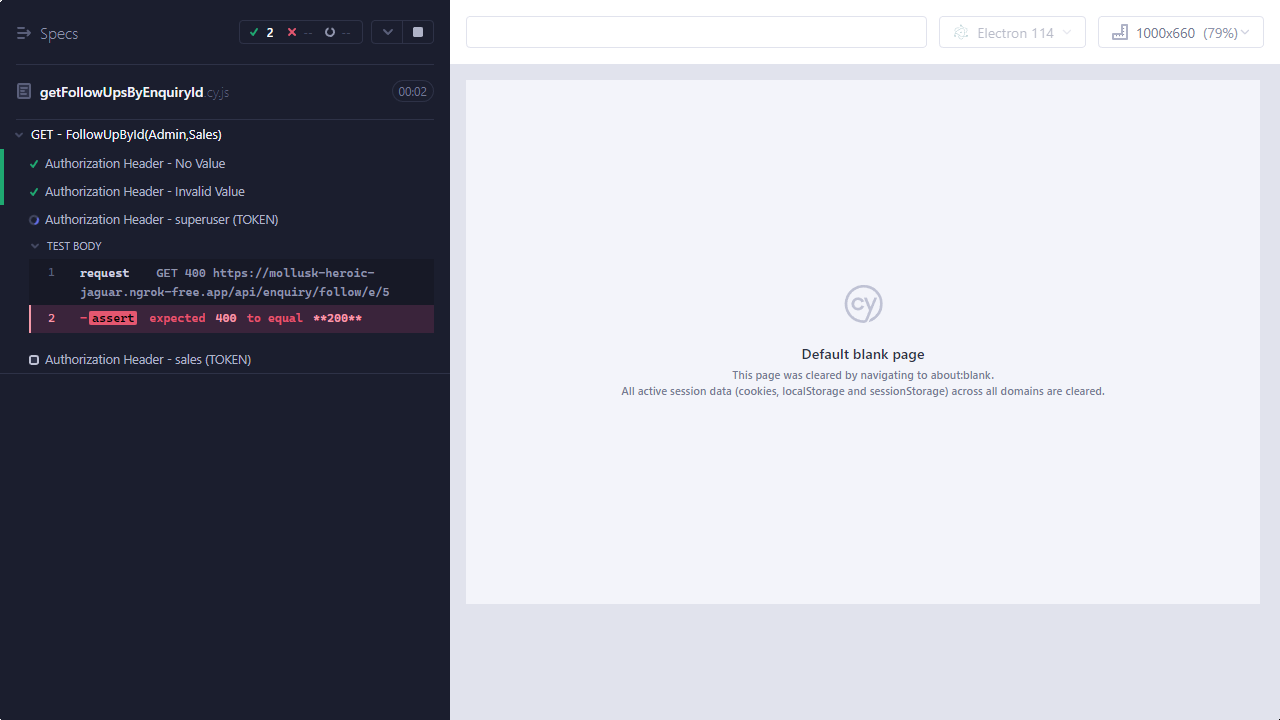 Specs
2
--
--
Electron 114
1000x660 (79%)
getFollowUpsByEnquiryId.cy.js
00:02
GET - FollowUpById(Admin,Sales)
Authorization Header - No Value
Authorization Header - Invalid Value
Authorization Header - superuser (TOKEN)
TEST BODY
1 request GET 400 https://mollusk-heroic-
jaguar.ngrok-free.app/api/enquiry/follow/e/5
2 -assert expected 400 to equal **200**
Authorization Header - sales (TOKEN)
cy
Default blank page
This page was cleared by navigating to about:blank.
All active session data (cookies, localStorage and sessionStorage) across all domains are cleared.